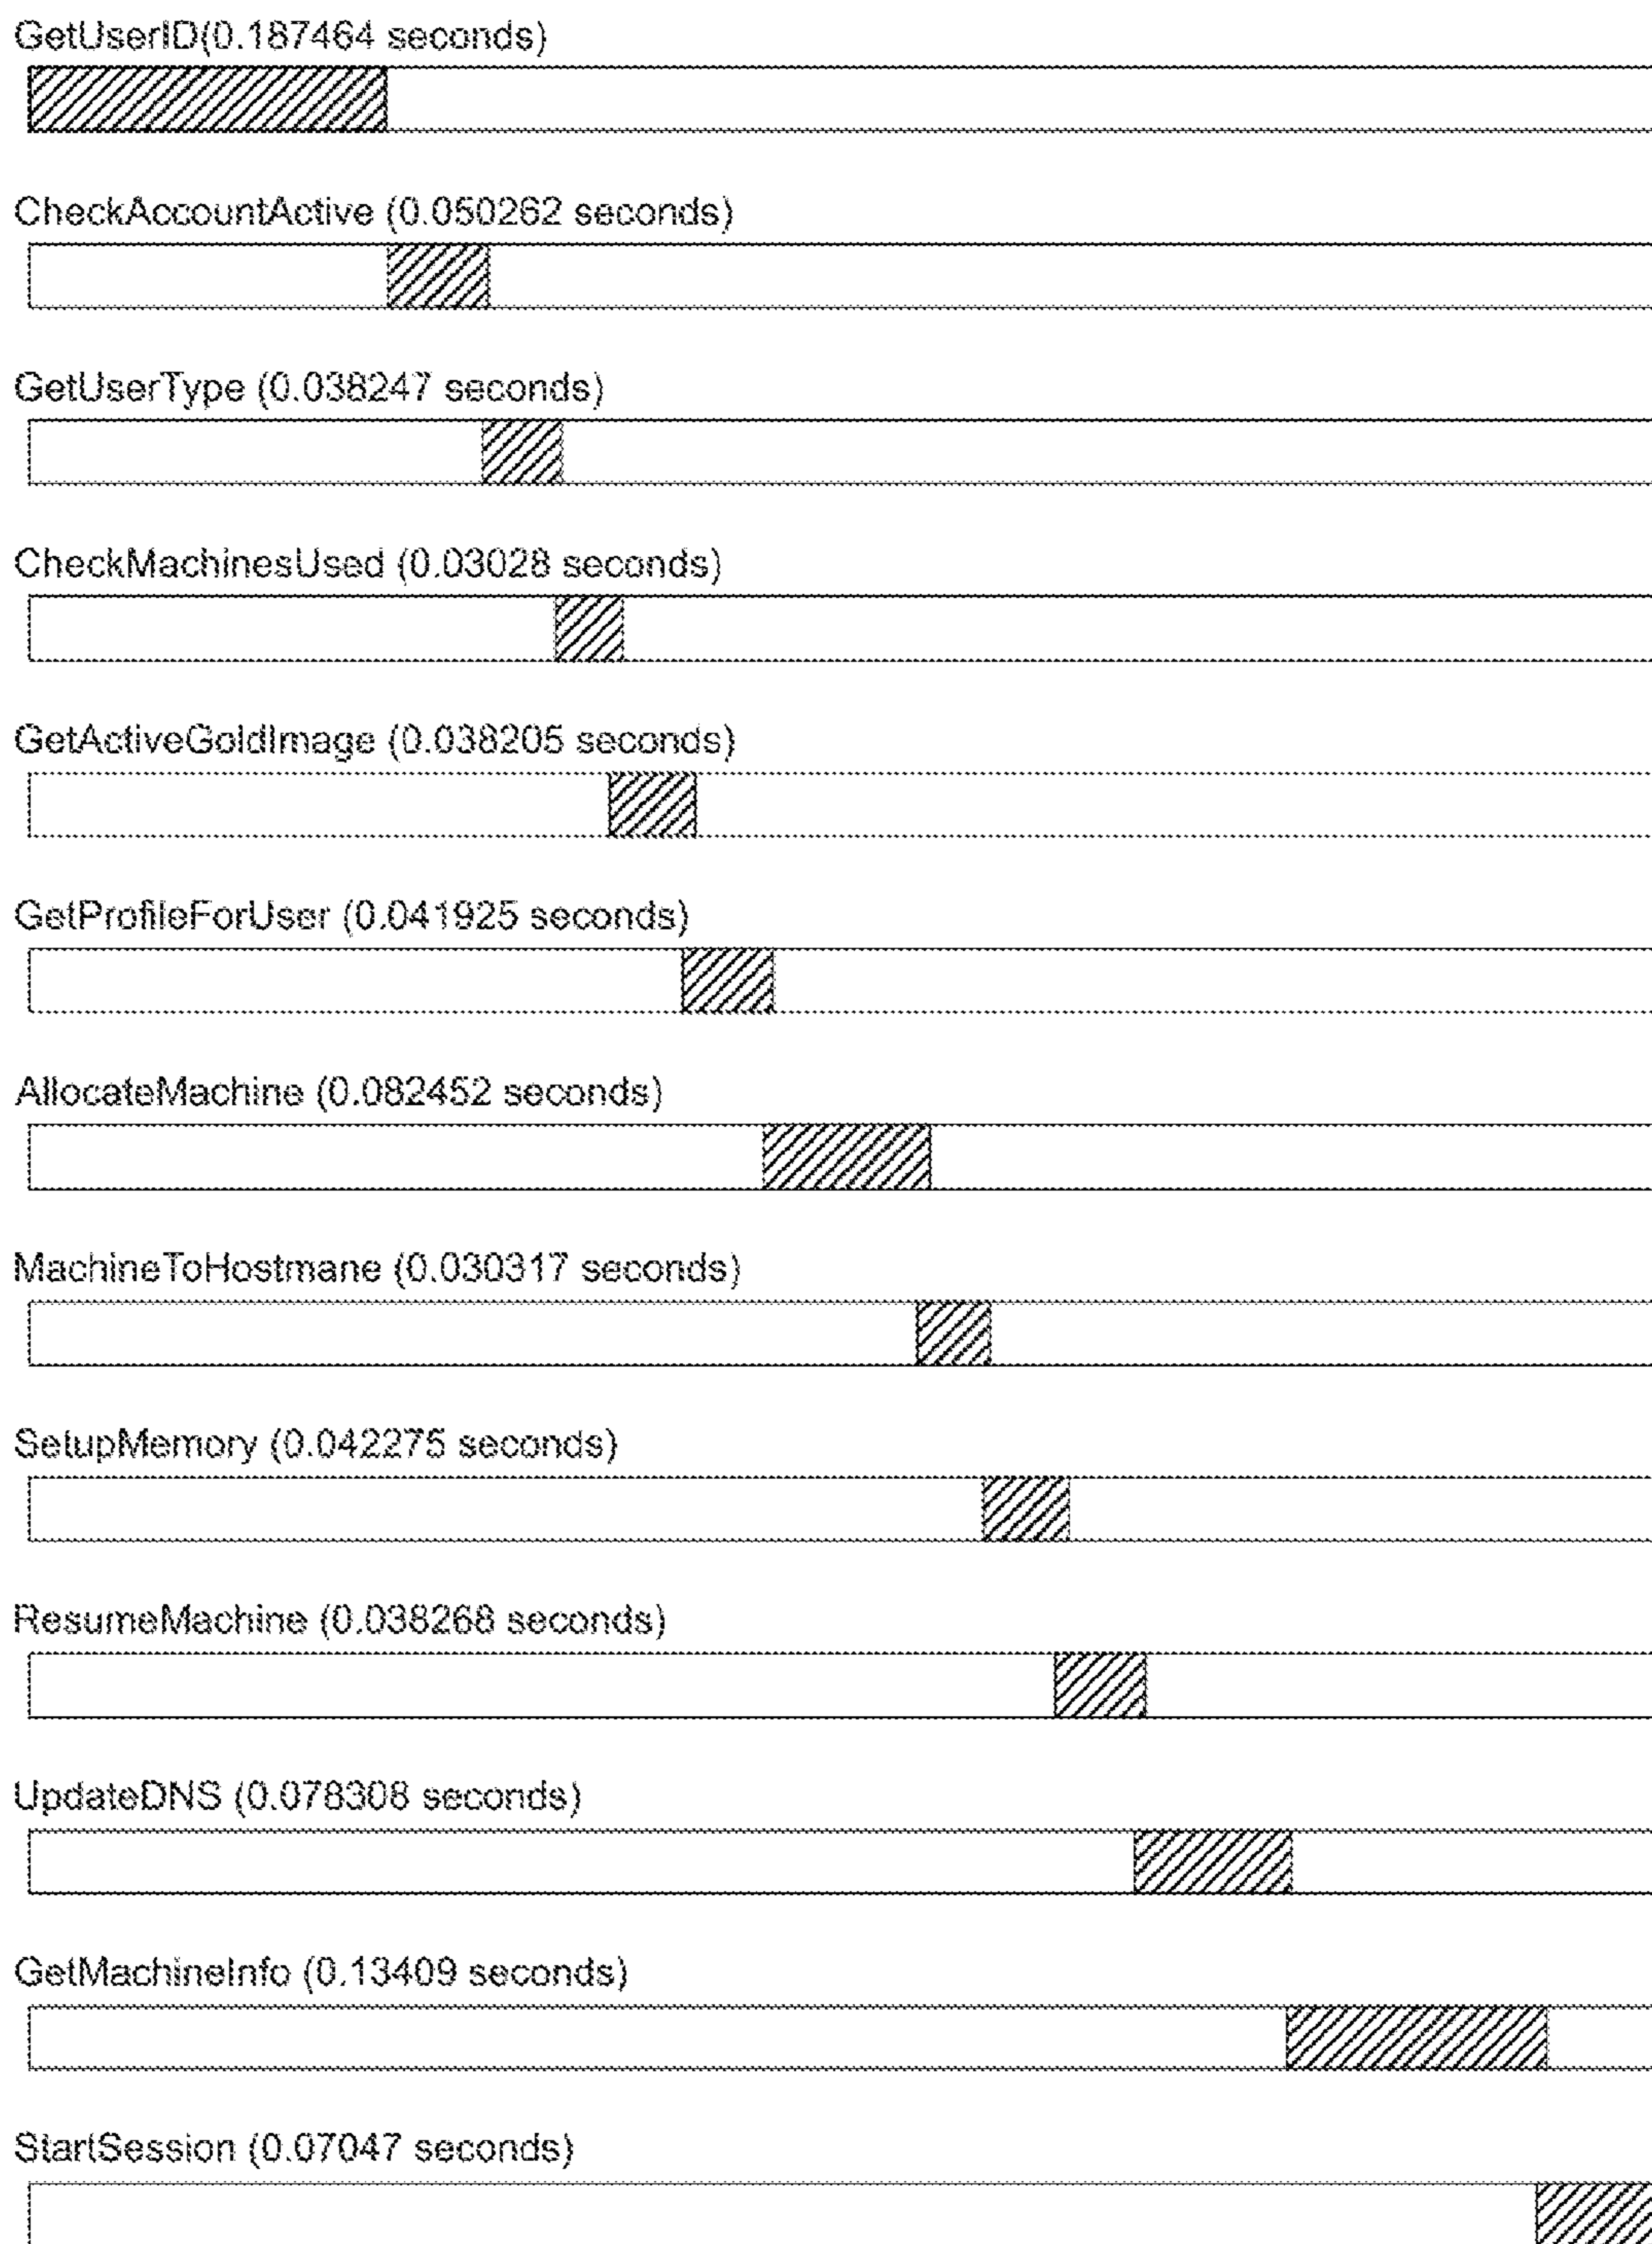 GetUserID(0.187464 seconds)
CheckAccountActive (0.050262 seconds)
GetUserType (0.038247 seconds)
CheckMachinesUsed (0.03028 seconds)
GetActiveGoldImage (0.038205 seconds)
GetProfileForUser (0.041925 seconds)
AllocateMachine (0.082452 seconds)
MachineToHostmane (0.030317 seconds)
SetupMemory (0.042275 seconds)
ResumeMachine (0.038268 seconds)
UpdateDNS (0.078308 seconds)
GetMachineInfo (0.13409 seconds)
StartSession (0.07047 seconds)